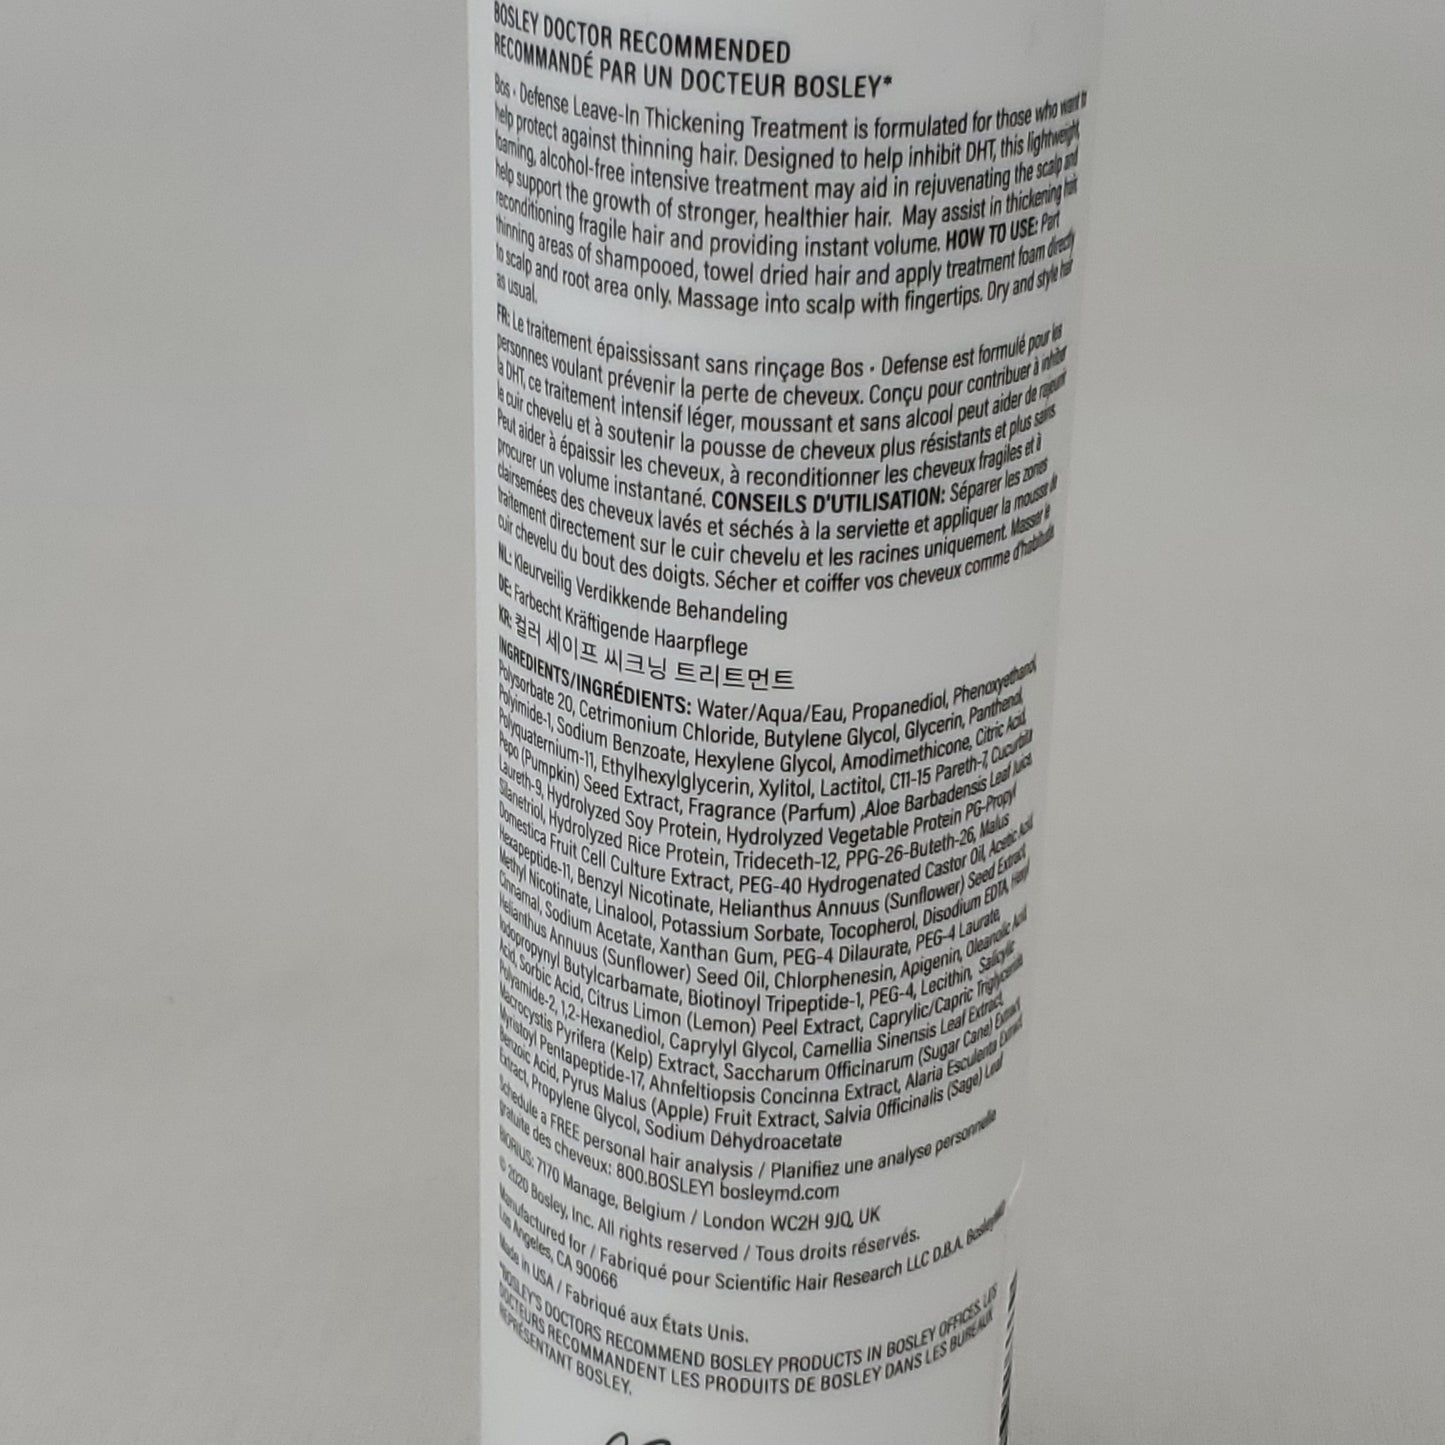 BOSLEY DOCTOR RECOMMENDED
RECOMMANDÉ PAR UN DOCTEUR BOSLEY*
Bos • Defense Leave-In Thickening Treatment is formulated for those who want to
help protect against thinning hair. Designed to help inhibit DHT, this lightweight,
foaming, alcohol-free intensive treatment may aid in rejuvenating the scalp and
help support the growth of stronger, healthier hair. May assist in thickening hair,
reconditioning fragile hair and providing instant volume. HOW TO USE: Part
thinning areas of shampooed, towel dried hair and apply treatment foam directly
to scalp and root area only. Massage into scalp with fingertips. Dry and style hair
as usual.
FR: Le traitement épaississant sans rinçage Bos • Defense est formulé pour les
personnes voulant prévenir la perte de cheveux. Conçu pour contribuer à inhiber
la DHT, ce traitement intensif léger, moussant et sans alcool peut aider de rajeunir
le cuir chevelu et à soutenir la pousse de cheveux plus résistants et plus sains.
Peut aider à épaissir les cheveux, à reconditionner les cheveux fragiles et à
procurer un volume instantané. CONSEILS D'UTILISATION: Séparer les zones
clairsemées des cheveux lavés et séchés à la serviette et appliquer la mousse de
traitement directement sur le cuir chevelu et les racines uniquement. Masser le
cuir chevelu du bout des doigts. Sécher et coiffer vos cheveux comme d'habitude.
NL: Kleurveilig Verdikkende Behandeling
DE: Farbecht Kräftigende Haarpflege
KR: 컬러 세이프 씨크닝 트리트먼트
INGREDIENTS/INGRÉDIENTS: Water/Aqua/Eau, Propanediol, Phenoxyethanol,
Polysorbate 20, Cetrimonium Chloride, Butylene Glycol, Glycerin, Panthenol,
Polyimide-1, Sodium Benzoate, Hexylene Glycol, Amodimethicone, Citric Acid,
Polyquaternium-11, Ethylhexylglycerin, Xylitol, Lactitol, C11-15 Pareth-7, Cucurbita
Pepo (Pumpkin) Seed Extract, Fragrance (Parfum) ,Aloe Barbadensis Leaf Juice,
Laureth-9, Hydrolyzed Soy Protein, Hydrolyzed Vegetable Protein PG-Propyl
Silanetriol, Hydrolyzed Rice Protein, Trideceth-12, PPG-26-Buteth-26, Malus
Domestica Fruit Cell Culture Extract, PEG-40 Hydrogenated Castor Oil, Acetic Acid,
Hexapeptide-11, Benzyl Nicotinate, Helianthus Annuus (Sunflower) Seed Extract,
Methyl Nicotinate, Linalool, Potassium Sorbate, Tocopherol, Disodium EDTA, Hexyl
Cinnamal, Sodium Acetate, Xanthan Gum, PEG-4 Dilaurate, PEG-4 Laurate,
Helianthus Annuus (Sunflower) Seed Oil, Chlorphenesin, Apigenin, Oleanolic Acid,
Iodopropynyl Butylcarbamate, Biotinoyl Tripeptide-1, PEG-4, Lecithin, Salicylic
Acid, Sorbic Acid, Citrus Limon (Lemon) Peel Extract, Caprylic/Capric Triglyceride,
Polyamide-2, 1,2-Hexanediol, Caprylyl Glycol, Camellia Sinensis Leaf Extract,
Macrocystis Pyrifera (Kelp) Extract, Saccharum Officinarum (Sugar Cane) Extract,
Myristoyl Pentapeptide-17, Ahnfeltiopsis Concinna Extract, Alaria Esculenta Extract,
Benzoic Acid, Pyrus Malus (Apple) Fruit Extract, Salvia Officinalis (Sage) Leaf
Extract, Propylene Glycol, Sodium Dehydroacetate
Schedule a FREE personal hair analysis / Planifiez une analyse personnelle
gratuite des cheveux: 800.BOSLEY1 bosleymd.com
BIORIUS: 7170 Manage, Belgium / London WC2H 9JQ, UK
© 2020 Bosley, Inc. All rights reserved / Tous droits réservés.
Manufactured for / Fabriqué pour Scientific Hair Research LLC D.B.A. BosleyMD
Los Angeles, CA 90066
Made in USA / Fabriqué aux États Unis.
*BOSLEY'S DOCTORS RECOMMEND BOSLEY PRODUCTS IN BOSLEY OFFICES. LES
DOCTEURS RECOMMANDENT LES PRODUITS DE BOSLEY DANS LES BUREAUX
REPRÉSENTANT BOSLEY.